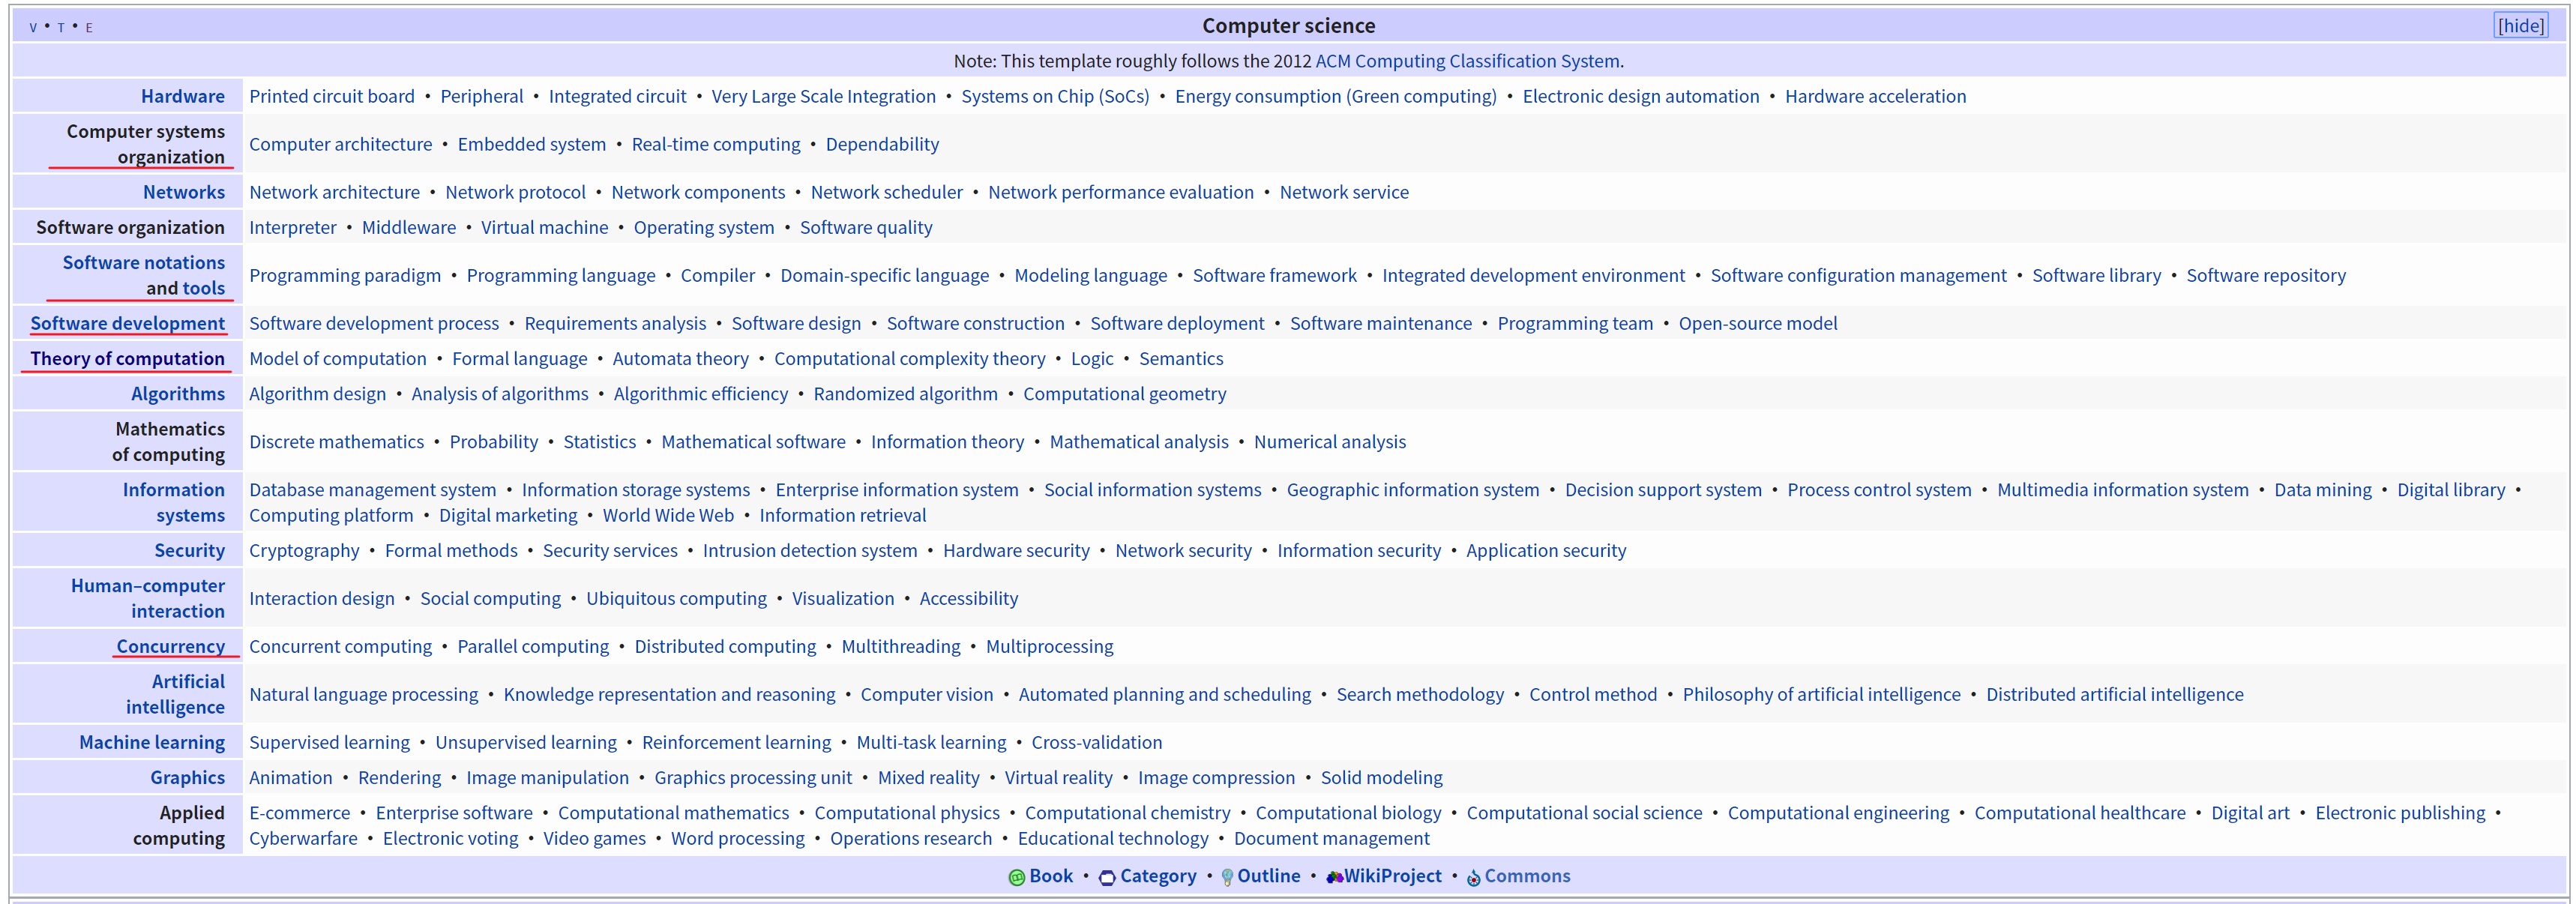 V • T • E
Computer science
[hide]
Note: This template roughly follows the 2012 ACM Computing Classification System.
Hardware
Printed circuit board • Peripheral • Integrated circuit • Very Large Scale Integration • Systems on Chip (SoCs) • Energy consumption (Green computing) • Electronic design automation • Hardware acceleration
Computer systems
organization
Computer architecture • Embedded system • Real-time computing • Dependability
Networks
Network architecture • Network protocol • Network components • Network scheduler • Network performance evaluation • Network service
Software organization
Interpreter • Middleware • Virtual machine • Operating system • Software quality
Software notations
and tools
Programming paradigm • Programming language • Compiler • Domain-specific language • Modeling language • Software framework • Integrated development environment • Software configuration management • Software library • Software repository
Software development
Software development process • Requirements analysis • Software design • Software construction • Software deployment • Software maintenance • Programming team • Open-source model
Theory of computation
Model of computation • Formal language • Automata theory • Computational complexity theory • Logic • Semantics
Algorithms
Algorithm design • Analysis of algorithms • Algorithmic efficiency • Randomized algorithm • Computational geometry
Mathematics
of computing
Discrete mathematics • Probability • Statistics • Mathematical software • Information theory • Mathematical analysis • Numerical analysis
Information
systems
Database management system • Information storage systems • Enterprise information system • Social information systems • Geographic information system • Decision support system • Process control system • Multimedia information system • Data mining • Digital library •
Computing platform • Digital marketing • World Wide Web • Information retrieval
Security
Cryptography • Formal methods • Security services • Intrusion detection system • Hardware security • Network security • Information security • Application security
Human–computer
interaction
Interaction design • Social computing • Ubiquitous computing • Visualization • Accessibility
Concurrency
Concurrent computing • Parallel computing • Distributed computing • Multithreading • Multiprocessing
Artificial
intelligence
Natural language processing • Knowledge representation and reasoning • Computer vision • Automated planning and scheduling • Search methodology • Control method • Philosophy of artificial intelligence • Distributed artificial intelligence
Machine learning
Supervised learning • Unsupervised learning • Reinforcement learning • Multi-task learning • Cross-validation
Graphics
Animation • Rendering • Image manipulation • Graphics processing unit • Mixed reality • Virtual reality • Image compression • Solid modeling
Applied
computing
E-commerce • Enterprise software • Computational mathematics • Computational physics • Computational chemistry • Computational biology • Computational social science • Computational engineering • Computational healthcare • Digital art • Electronic publishing •
Cyberwarfare • Electronic voting • Video games • Word processing • Operations research • Educational technology • Document management
Book • Category • Outline • WikiProject • Commons